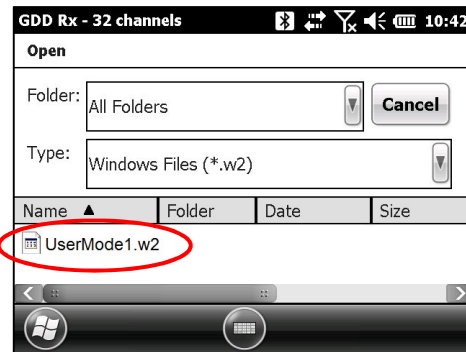 GDD Rx - 32 channels 10:42
Open
Folder: All Folders Cancel
Type: Windows Files (*.w2)
Name Folder Date Size
UserMode1.w2